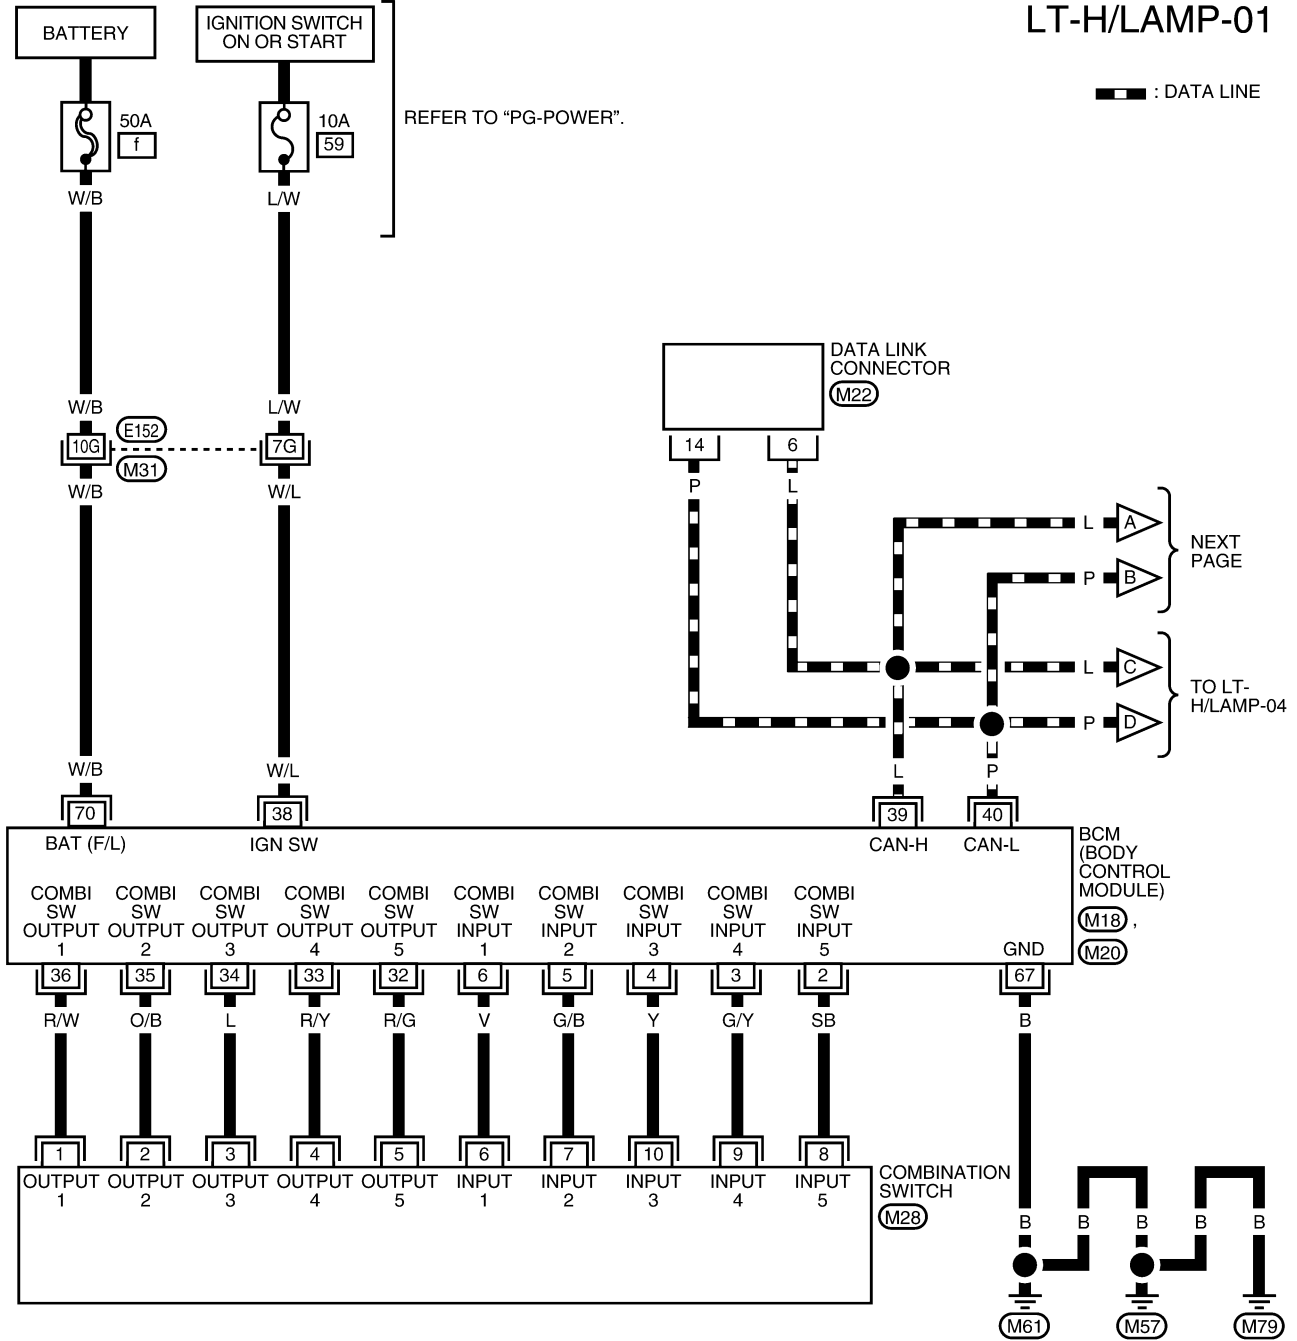 LT-H/LAMP-01
BATTERY
IGNITION SWITCH
ON OR START
: DATA LINE
50A
f
10A
59
REFER TO “PG-POWER”.
W/B
L/W
W/B
L/W
10G
E152
M31
7G
W/B
W/L
DATA LINK
CONNECTOR
M22
14
6
P
L
L
A
P
B
NEXT
PAGE
L
C
P
D
TO LT-
H/LAMP-04
W/B
W/L
L
P
70
38
39
40
BAT (F/L)
IGN SW
CAN-H
CAN-L
BCM
(BODY
CONTROL
MODULE)
M18 ,
M20
COMBI
SW
OUTPUT
1
COMBI
SW
OUTPUT
2
COMBI
SW
OUTPUT
3
COMBI
SW
OUTPUT
4
COMBI
SW
OUTPUT
5
COMBI
SW
INPUT
1
COMBI
SW
INPUT
2
COMBI
SW
INPUT
3
COMBI
SW
INPUT
4
COMBI
SW
INPUT
5
GND
36
35
34
33
32
6
5
4
3
2
67
R/W
O/B
L
R/Y
R/G
V
G/B
Y
G/Y
SB
B
1
2
3
4
5
6
7
10
9
8
OUTPUT
1
OUTPUT
2
OUTPUT
3
OUTPUT
4
OUTPUT
5
INPUT
1
INPUT
2
INPUT
3
INPUT
4
INPUT
5
COMBINATION
SWITCH
M28
B
B
B
B
B
M61
M57
M79